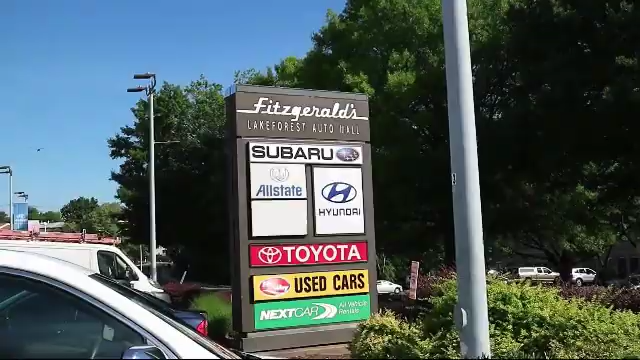 Fitzgerald's
LAKEFOREST AUTO MALL
SUBARU
Allstate
HYUNDAI
TOYOTA
USED CARS
NEXTCAR All Vehicle
Rentals